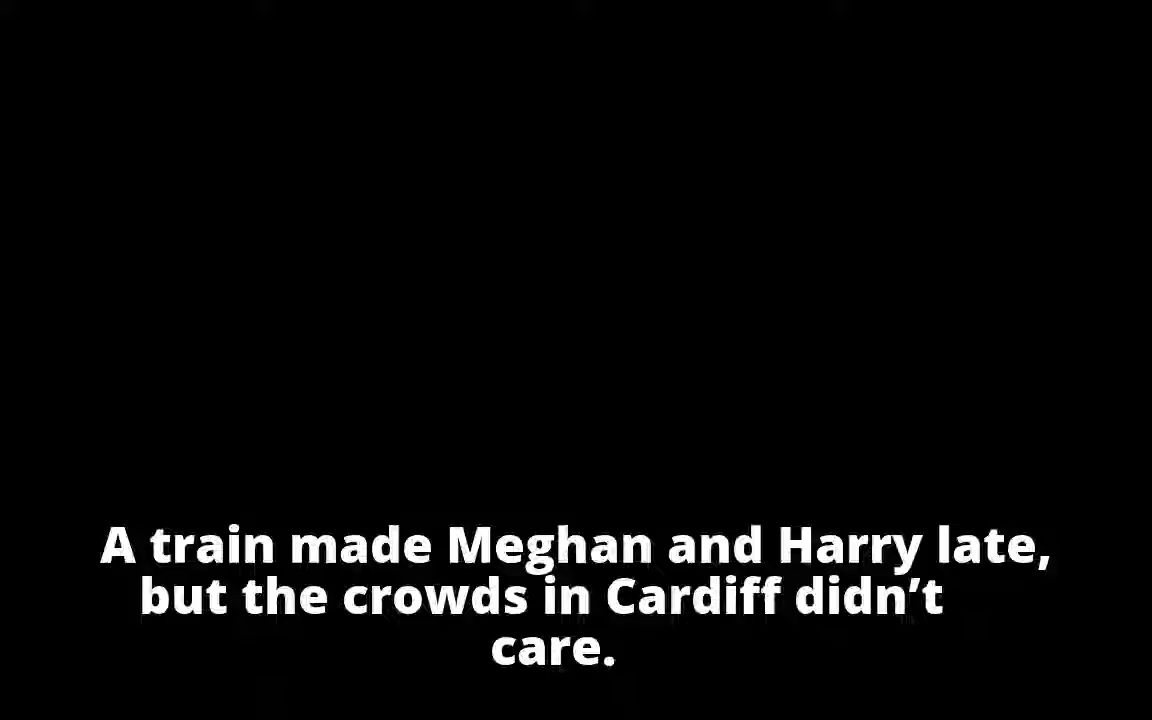 A train made Meghan and Harry late,
but the crowds in Cardiff didn’t
care.